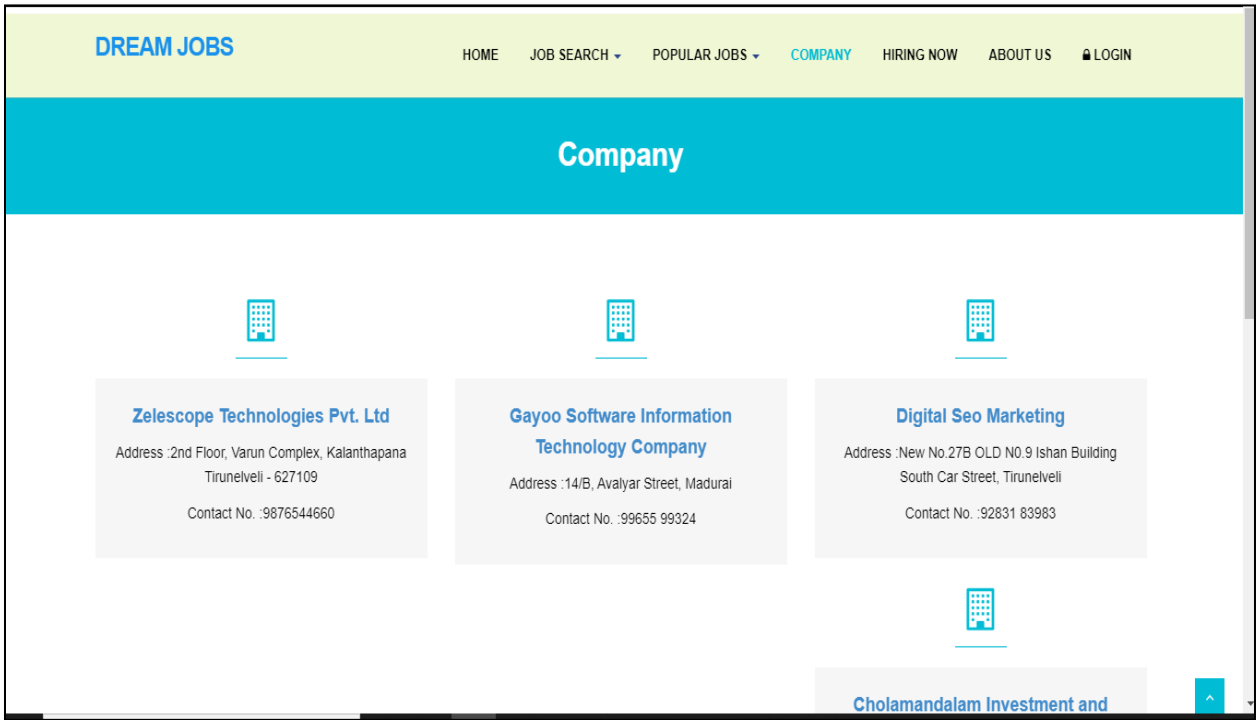 DREAM JOBS
HOME JOB SEARCH POPULAR JOBS COMPANY HIRING NOW ABOUT US LOGIN
Company
Zelescope Technologies Pvt. Ltd
Address :2nd Floor, Varun Complex, Kalanthapana
Tirunelveli - 627109
Contact No. :9876544660
Gayoo Software Information
Technology Company
Address :14/B, Avalyar Street, Madurai
Contact No. :99655 99324
Digital Seo Marketing
Address :New No.27B OLD N0.9 Ishan Building
South Car Street, Tirunelveli
Contact No. :92831 83983
Cholamandalam Investment and